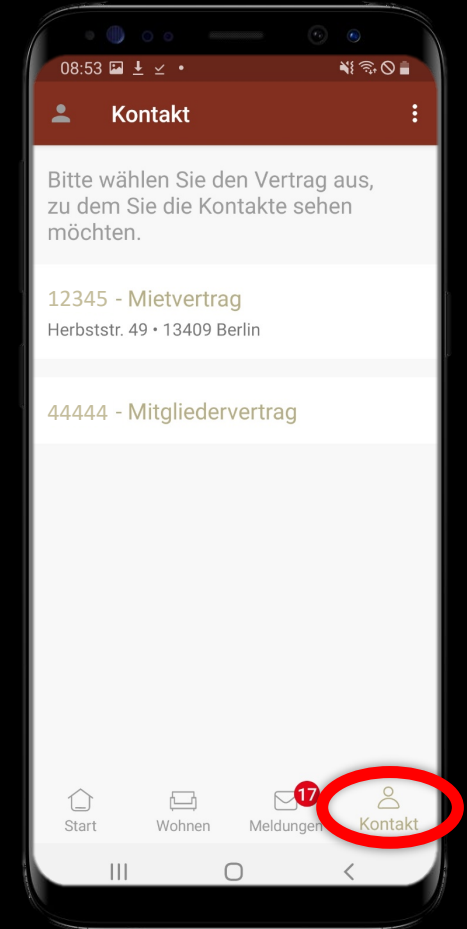 08:53
Kontakt
Bitte wählen Sie den Vertrag aus,
zu dem Sie die Kontakte sehen
möchten.
12345 - Mietvertrag
Herbststr. 49 • 13409 Berlin
44444 - Mitgliedervertrag
17
Start Wohnen Meldungen Kontakt